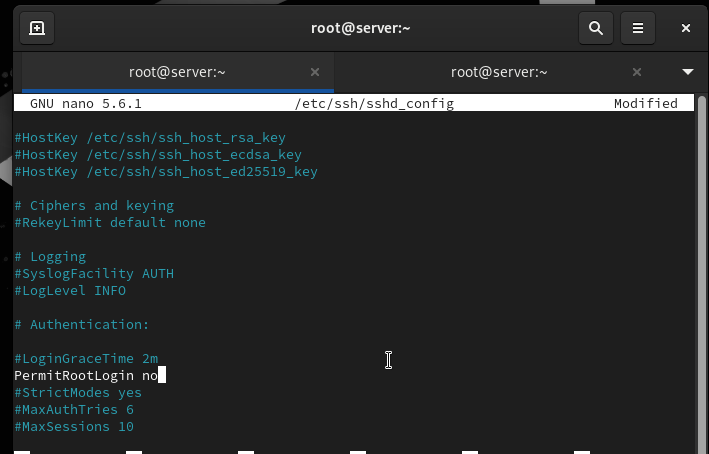 root@server:~
root@server:~
root@server:~
GNU nano 5.6.1 /etc/ssh/sshd_config Modified
#HostKey /etc/ssh/ssh_host_rsa_key
#HostKey /etc/ssh/ssh_host_ecdsa_key
#HostKey /etc/ssh/ssh_host_ed25519_key
# Ciphers and keying
#RekeyLimit default none
# Logging
#SyslogFacility AUTH
#LogLevel INFO
# Authentication:
#LoginGraceTime 2m
PermitRootLogin no
#StrictModes yes
#MaxAuthTries 6
#MaxSessions 10